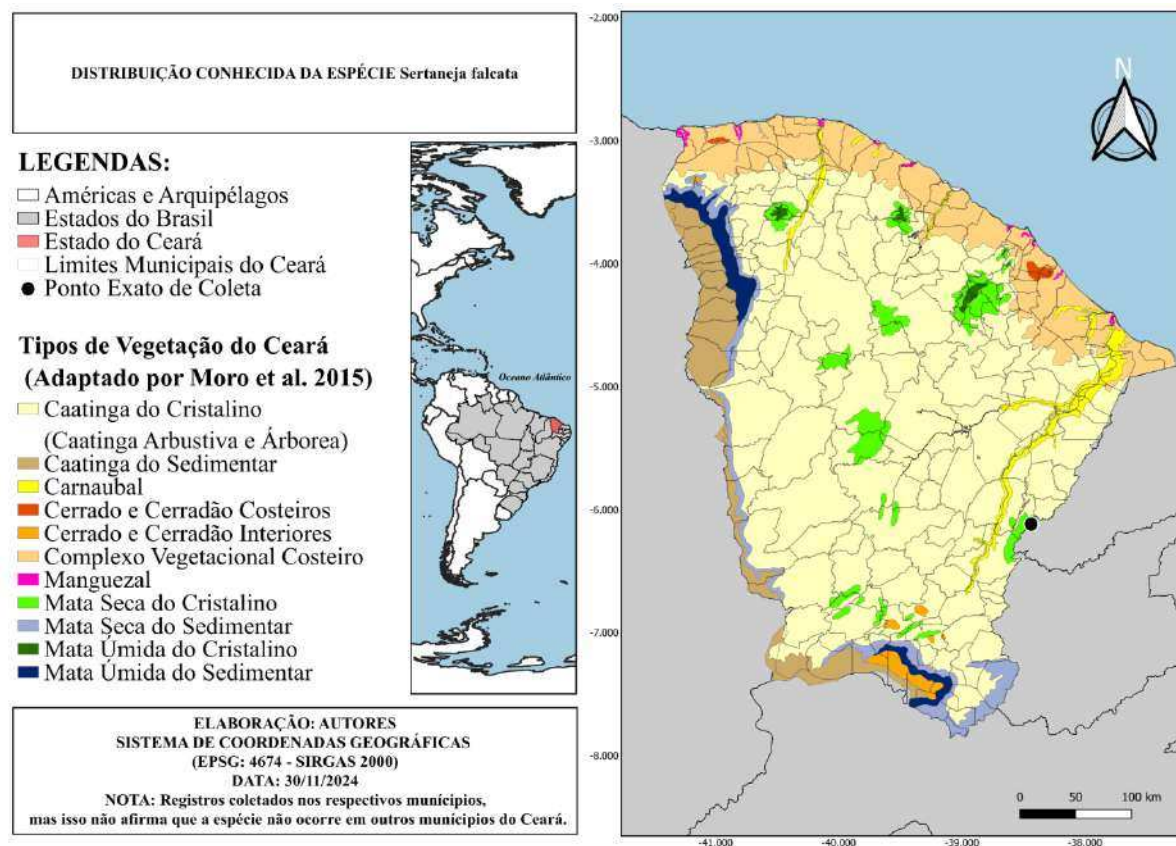 DISTRIBUIÇÃO CONHECIDA DA ESPÉCIE Sertaneja falcata
LEGENDAS:
Américas e Arquipélagos
Estados do Brasil
Estado do Ceará
Limites Municipais do Ceará
Ponto Exato de Coleta
Tipos de Vegetação do Ceará
(Adaptado por Moro et al. 2015)
Caatinga do Cristalino
(Caatinga Arbustiva e Árborea)
Caatinga do Sedimentar
Carnaubal
Cerrado e Cerradão Costeiros
Cerrado e Cerradão Interiores
Complexo Vegetacional Costeiro
Manguezal
Mata Seca do Cristalino
Mata Seca do Sedimentar
Mata Úmida do Cristalino
Mata Úmida do Sedimentar
ELABORAÇÃO: AUTORES
SISTEMA DE COORDENADAS GEOGRÁFICAS
(EPSG: 4674 - SIRGAS 2000)
DATA: 30/11/2024
NOTA: Registros coletados nos respectivos municípios,
mas isso não afirma que a espécie não ocorre em outros municípios do Ceará.
Oceano Atlântico
-2.000
-3.000
-4.000
-5.000
-6.000
-7.000
-8.000
N
0 50 100 km
-41.000 -40.000 -39.000 -38.000